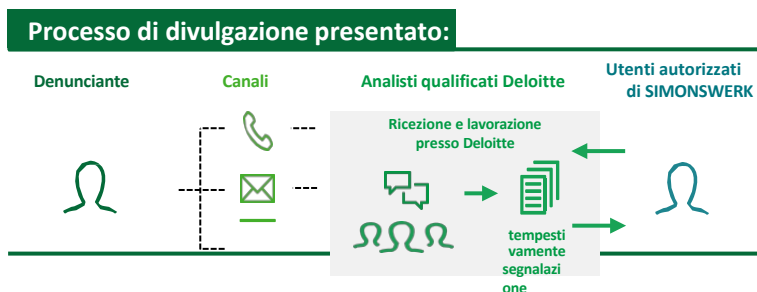 Processo di divulgazione presentato:
Denunciante
Canali
Analisti qualificati Deloitte
Utenti autorizzati
di SIMONSWERK
Ricezione e lavorazione
presso Deloitte
tempesti
vamente
segnalazi
one